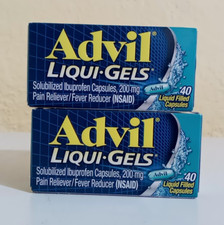 Advil®
LIQUI·GELS®
Solubilized Ibuprofen Capsules, 200 mg
Pain Reliever/Fever Reducer (NSAID)
Advil
40
Liquid Filled
Capsules
Advil®
LIQUI·GELS®
Solubilized Ibuprofen Capsules, 200 mg
Pain Reliever/Fever Reducer (NSAID)
Advil
40
Liquid Filled
Capsules